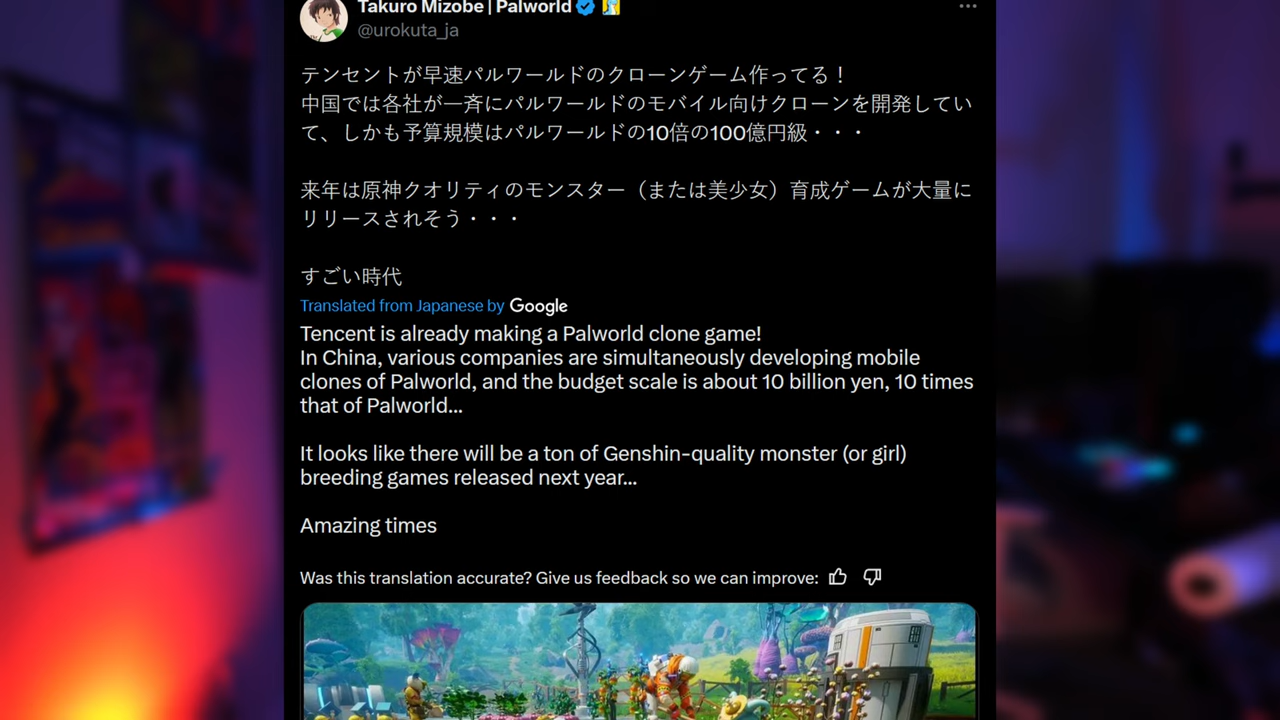 Takuro Mizobe | Palworld
@urokuta_ja
テンセントが早速パルワールドのクローンゲーム作ってる！
中国では各社が一斉にパルワールドのモバイル向けクローンを開発してい
て、しかも予算規模はパルワールドの10倍の100億円級・・・
来年は原神クオリティのモンスター（または美少女）育成ゲームが大量に
リリースされそう・・・
すごい時代
Translated from Japanese by Google
Tencent is already making a Palworld clone game!
In China, various companies are simultaneously developing mobile
clones of Palworld, and the budget scale is about 10 billion yen, 10 times
that of Palworld...
It looks like there will be a ton of Genshin-quality monster (or girl)
breeding games released next year...
Amazing times
Was this translation accurate? Give us feedback so we can improve: